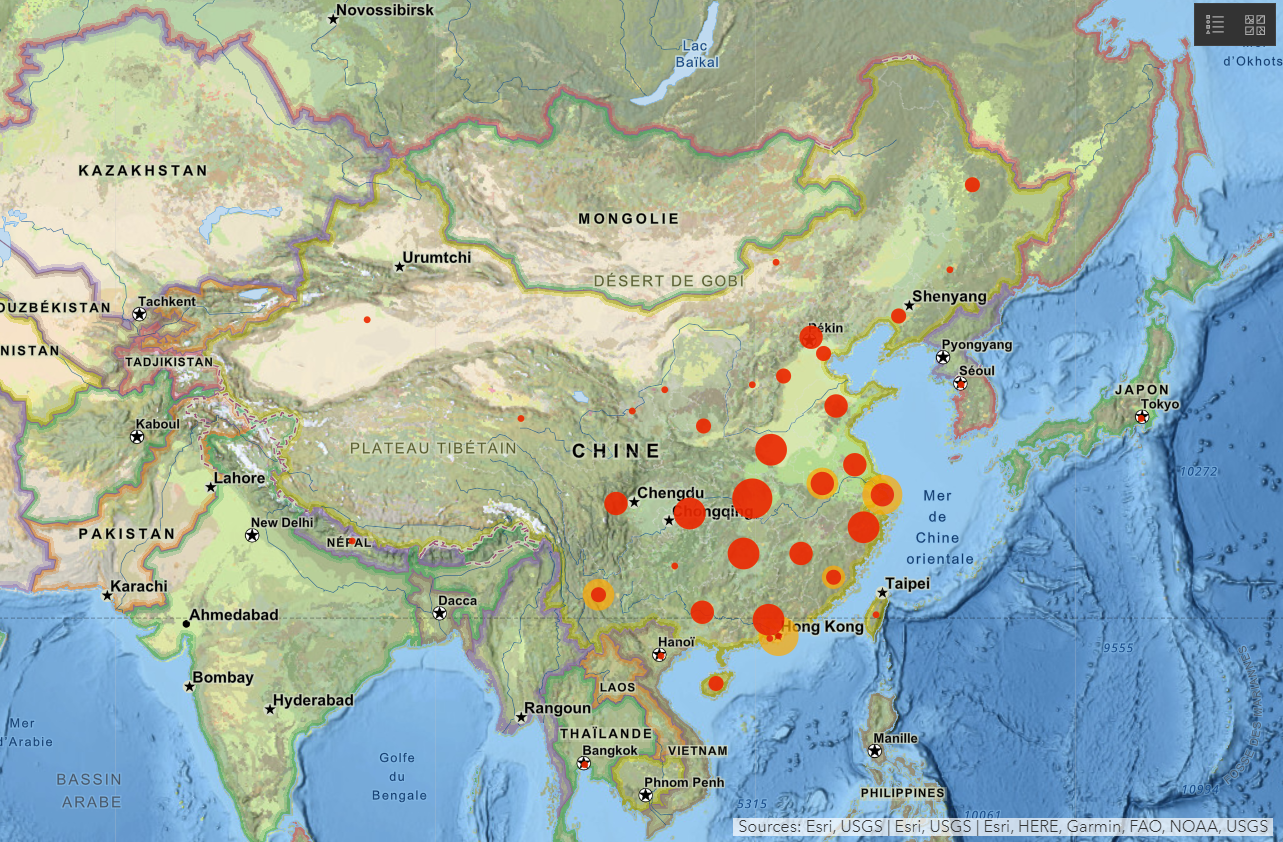 Novossibirsk
Lac
Baïkal
d'Okhots
KAZAKHSTAN
MONGOLIE
Urumtchi
DÉSERT DE GOBI
OUZBÉKISTAN
Tachkent
Shenyang
Pékin
NISTAN
TADJIKISTAN
Pyongyang
Séoul
JAPON
Tokyo
Kaboul
PLATEAU TIBÉTAIN
CHINE
Lahore
10272
Chengdu
Chongqing
Mer
de
Chine
orientale
New Delhi
PAKISTAN
NÉPAL
Karachi
Taipei
Dacca
Ahmedabad
Hong Kong
Hanoï
9555
Bombay
LAOS
Hyderabad
Rangoun
Mer
d'Arabie
THAÏLANDE
Bangkok
VIETNAM
Manille
Golfe
du
Bengale
BASSIN
ARABE
Phnom Penh
PHILIPPINES
10994
5315
10061
Sources: Esri, USGS | Esri, USGS | Esri, HERE, Garmin, FAO, NOAA, USGS